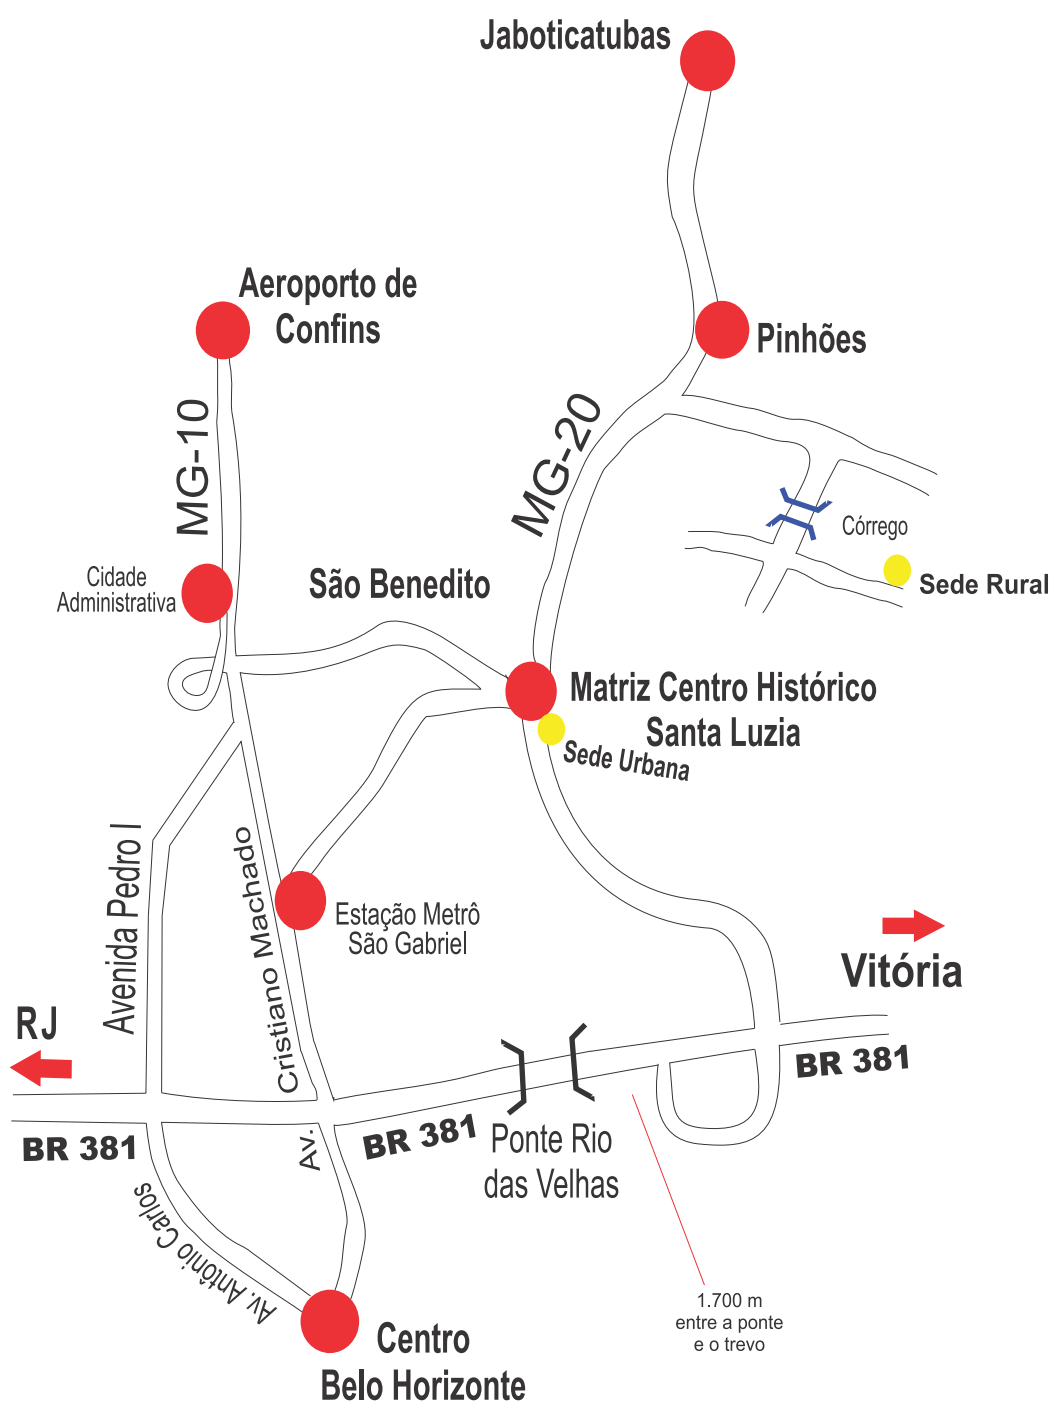 Jaboticatubas
Aeroporto de
Confins
Pinhões
MG-10
MG-20
Córrego
Cidade
Administrativa
São Benedito
Sede Rural
Matriz Centro Histórico
Santa Luzia
Sede Urbana
Avenida Pedro I
Cristiano Machado
Estação Metrô
São Gabriel
Vitória
RJ
BR 381
BR 381
BR 381
Av.
Ponte Rio
das Velhas
Av. Antônio Carlos
1.700 m
entre a ponte
e o trevo
Centro
Belo Horizonte